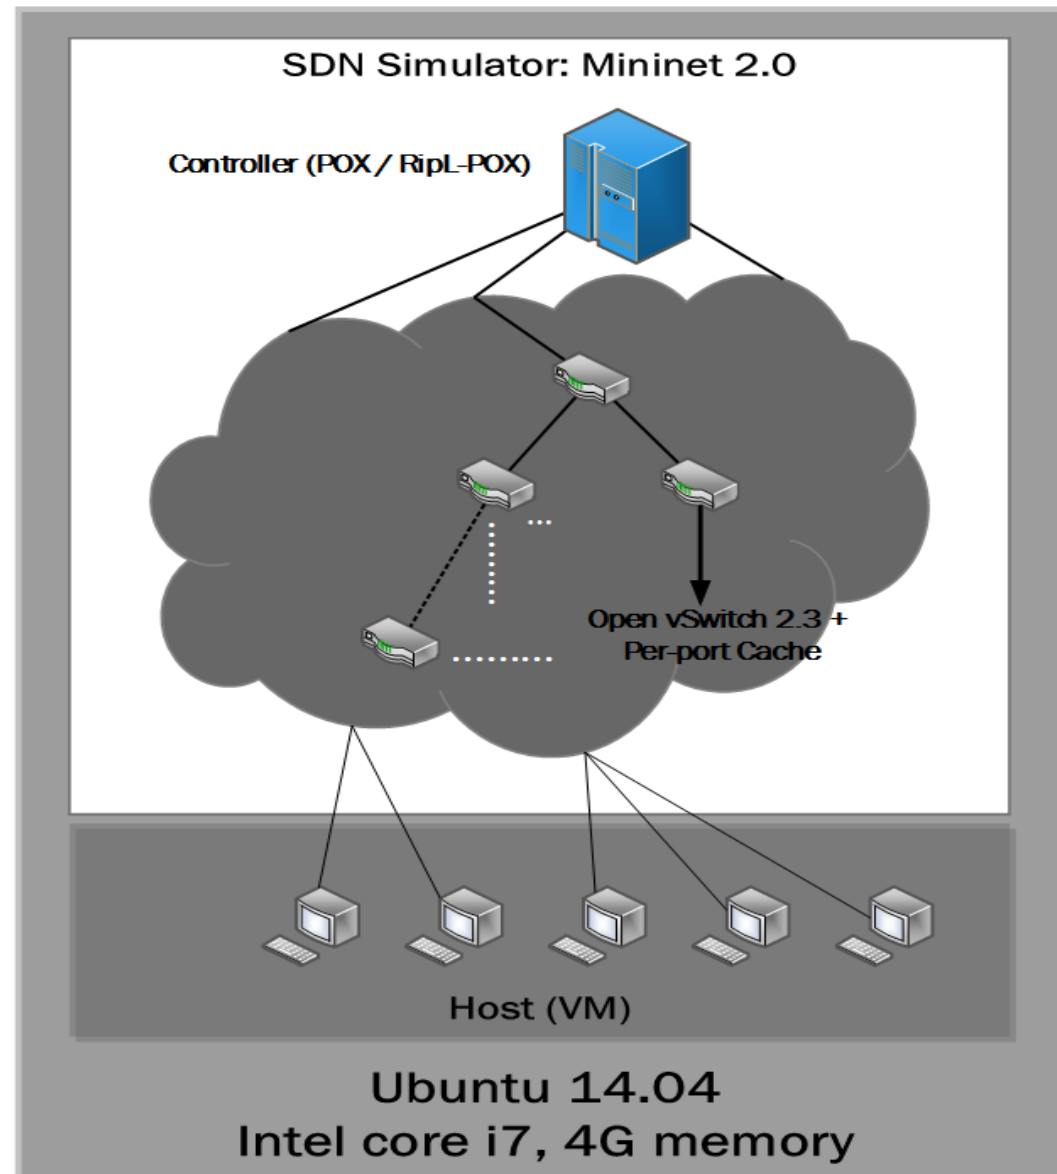 SDN Simulator: Mininet 2.0
Controller (POX / RipL-POX)
...
Open vSwitch 2.3 +
Per-port Cache
Host (VM)
Ubuntu 14.04
Intel core i7, 4G memory